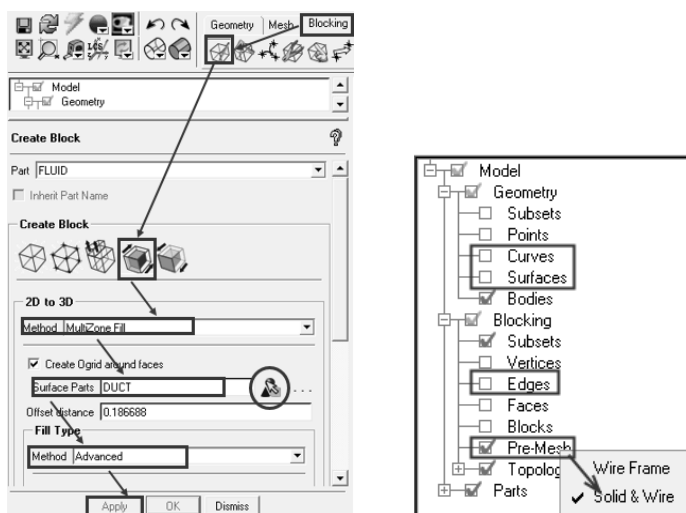 Geometry Mesh Blocking
LCS
Model
Geometry
Create Block
Part FLUID
Inherit Part Name
Create Block
2D to 3D
Method MultiZone Fill
Create Ogrid around faces
Surface Parts DUCT ...
Offset distance 0.186688
Fill Type
Method Advanced
Apply OK Dismiss
Model
Geometry
Subsets
Points
Curves
Surfaces
Bodies
Blocking
Subsets
Vertices
Edges
Faces
Blocks
Pre-Mesh
Topolog
Parts
Wire Frame
Solid & Wire